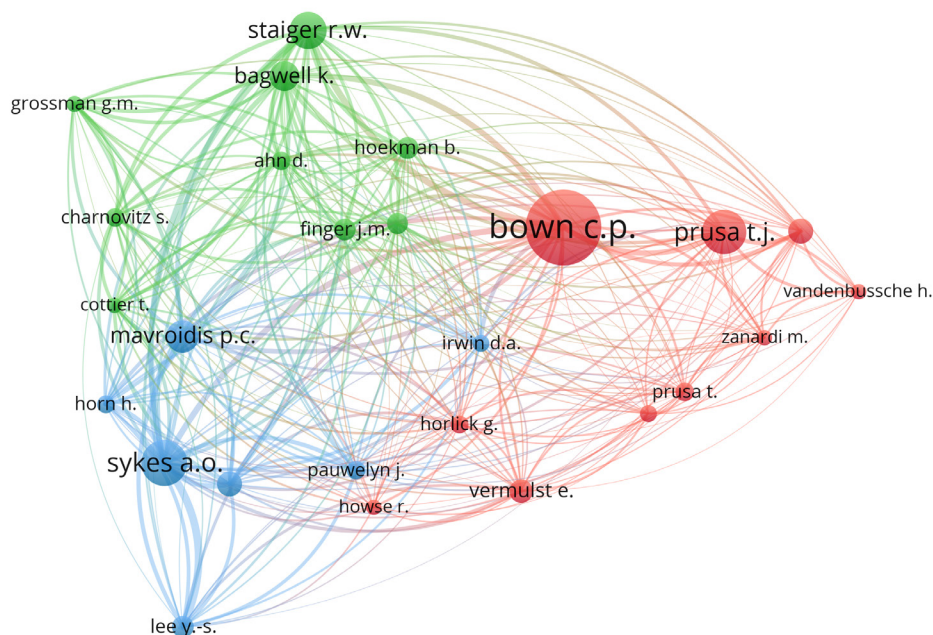 staiger r.w.
bagwell k.
grossman g.m.
hoekman b.
ahn d.
charnovitz s.
finger j.m.
bown c.p.
prusa t.j.
vandenbussche h.
cottier t.
mavroidis p.c.
irwin d.a.
zanardi m.
prusa t.
horn h.
horlick g.
sykes a.o.
pauwelyn j.
vermulst e.
howse r.
lee y.-s.